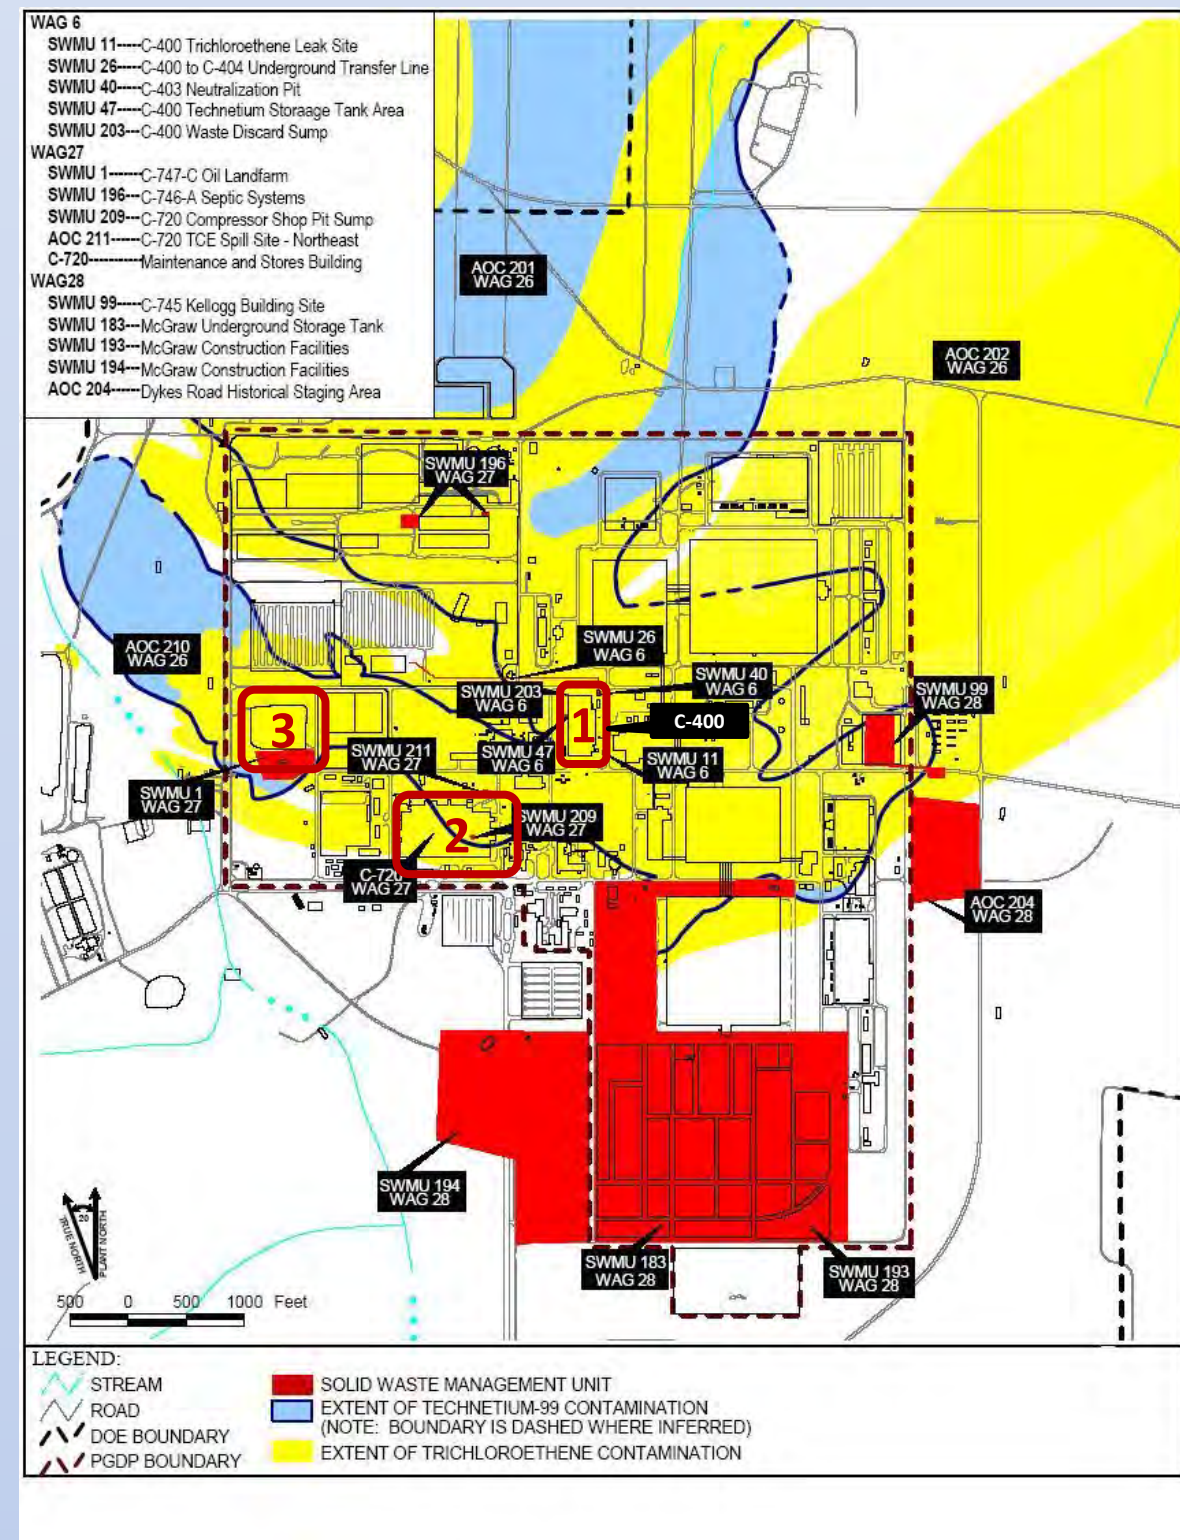 WAG 6
SWMU 11-----C-400 Trichloroethene Leak Site
SWMU 26-----C-400 to C-404 Underground Transfer Line
SWMU 40-----C-403 Neutralization Pit
SWMU 47-----C-400 Technetium Storaage Tank Area
SWMU 203---C-400 Waste Discard Sump
WAG27
SWMU 1------C-747-C Oil Landfarm
SWMU 196---C-746-A Septic Systems
SWMU 209---C-720 Compressor Shop Pit Sump
AOC 211------C-720 TCE Spill Site - Northeast
C-720-----------Maintenance and Stores Building
WAG28
SWMU 99-----C-745 Kellogg Building Site
SWMU 183---McGraw Underground Storage Tank
SWMU 193---McGraw Construction Facilities
SWMU 194---McGraw Construction Facilities
AOC 204------Dykes Road Historical Staging Area
AOC 201
WAG 26
AOC 202
WAG 26
SWMU 196
WAG 27
AOC 210
WAG 26
SWMU 26
WAG 6
SWMU 203
WAG 6
SWMU 40
WAG 6
SWMU 99
WAG 28
1
C-400
3
SWMU 211
WAG 27
SWMU 47
WAG 6
SWMU 11
WAG 6
SWMU 1
WAG 27
2
SWMU 209
WAG 27
C-720
WAG 27
AOC 204
WAG 28
SWMU 194
WAG 28
SWMU 183
WAG 28
SWMU 193
WAG 28
20
TRUE NORTH
PLANT NORTH
500 0 500 1000 Feet
LEGEND:
STREAM
ROAD
DOE BOUNDARY
PGDP BOUNDARY
SOLID WASTE MANAGEMENT UNIT
EXTENT OF TECHNETIUM-99 CONTAMINATION
(NOTE: BOUNDARY IS DASHED WHERE INFERRED)
EXTENT OF TRICHLOROETHENE CONTAMINATION